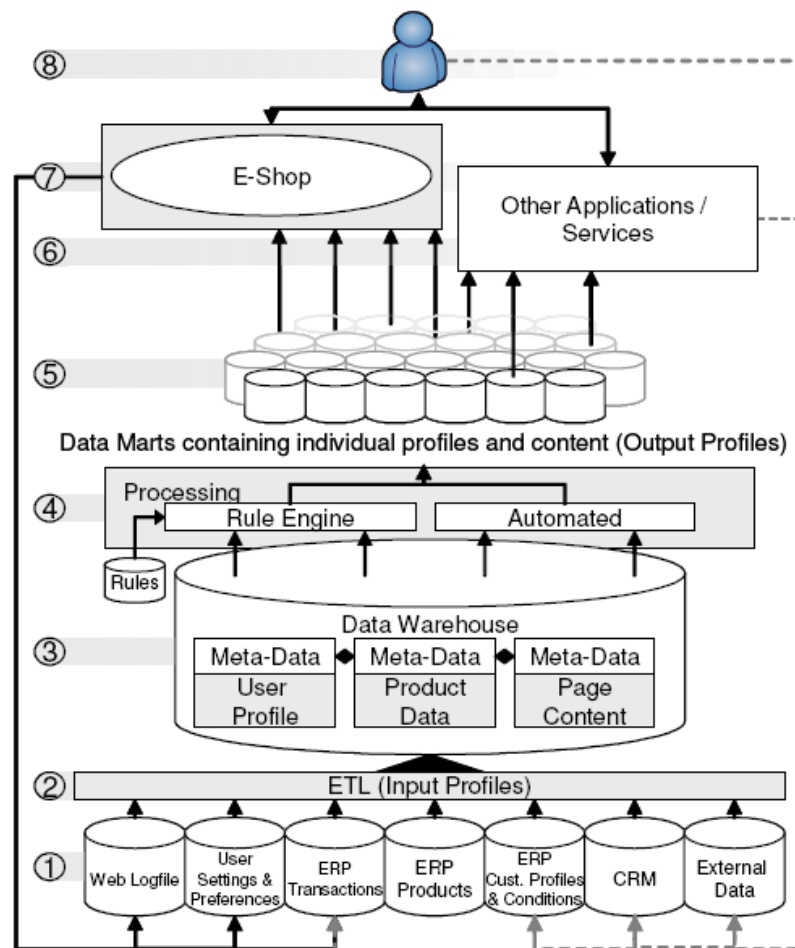 ⑧
⑦
E-Shop
Other Applications /
Services
⑥
⑤
Data Marts containing individual profiles and content (Output Profiles)
Processing
④
Rule Engine
Automated
Rules
Data Warehouse
③
Meta-Data
User
Profile
Meta-Data
Product
Data
Meta-Data
Page
Content
②
ETL (Input Profiles)
①
Web Logfile
User
Settings &
Preferences
ERP
Transactions
ERP
Products
ERP
Cust. Profiles
& Conditions
CRM
External
Data